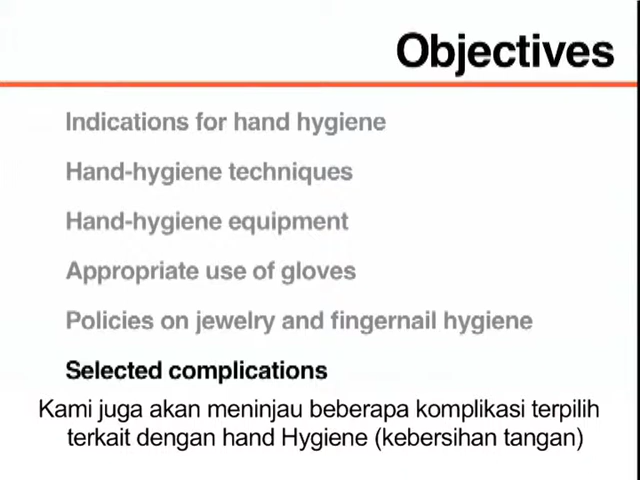 Objectives
Indications for hand hygiene
Hand-hygiene techniques
Hand-hygiene equipment
Appropriate use of gloves
Policies on jewelry and fingernail hygiene
Selected complications
Kami juga akan meninjau beberapa komplikasi terpilih
terkait dengan hand Hygiene (kebersihan tangan)